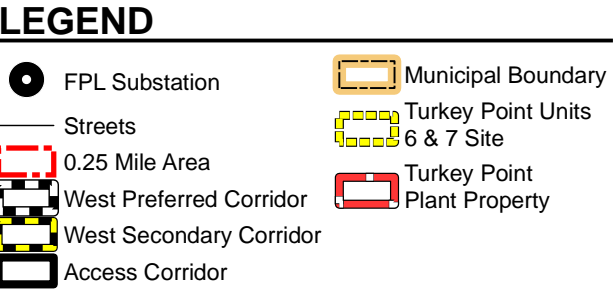 LEGEND
FPL Substation
Streets
0.25 Mile Area
West Preferred Corridor
West Secondary Corridor
Access Corridor
Municipal Boundary
Turkey Point Units
6 & 7 Site
Turkey Point
Plant Property